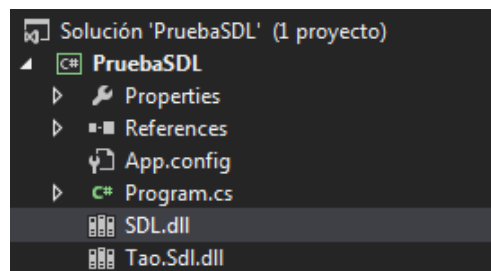 Solución 'PruebaSDL' (1 proyecto)
C# PruebaSDL
Properties
References
App.config
C# Program.cs
SDL.dll
Tao.Sdl.dll